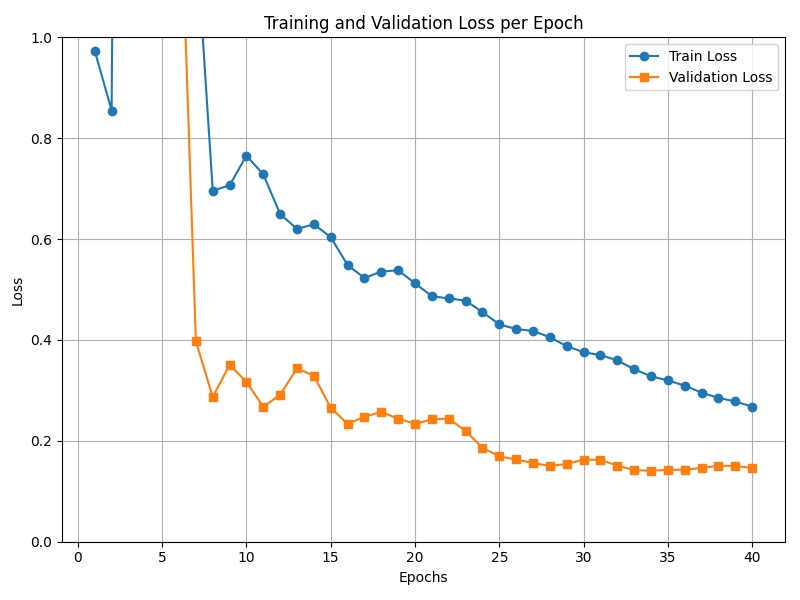 Training and Validation Loss per Epoch
Train Loss
Validation Loss
1.0
0.8
0.6
0.4
0.2
0.0
Loss
0 5 10 15 20 25 30 35 40
Epochs